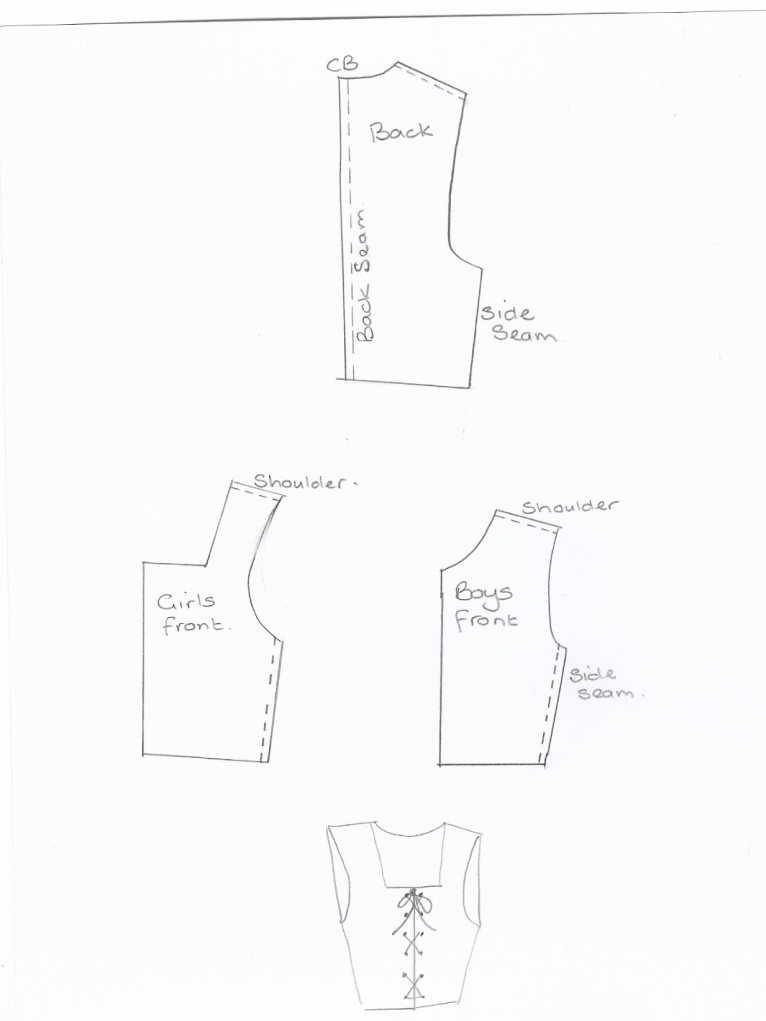 CB
Back
Back Seam.
Side
Seam.
Shoulder.
Girls
front.
Shoulder
Boys
Front
Side
seam.